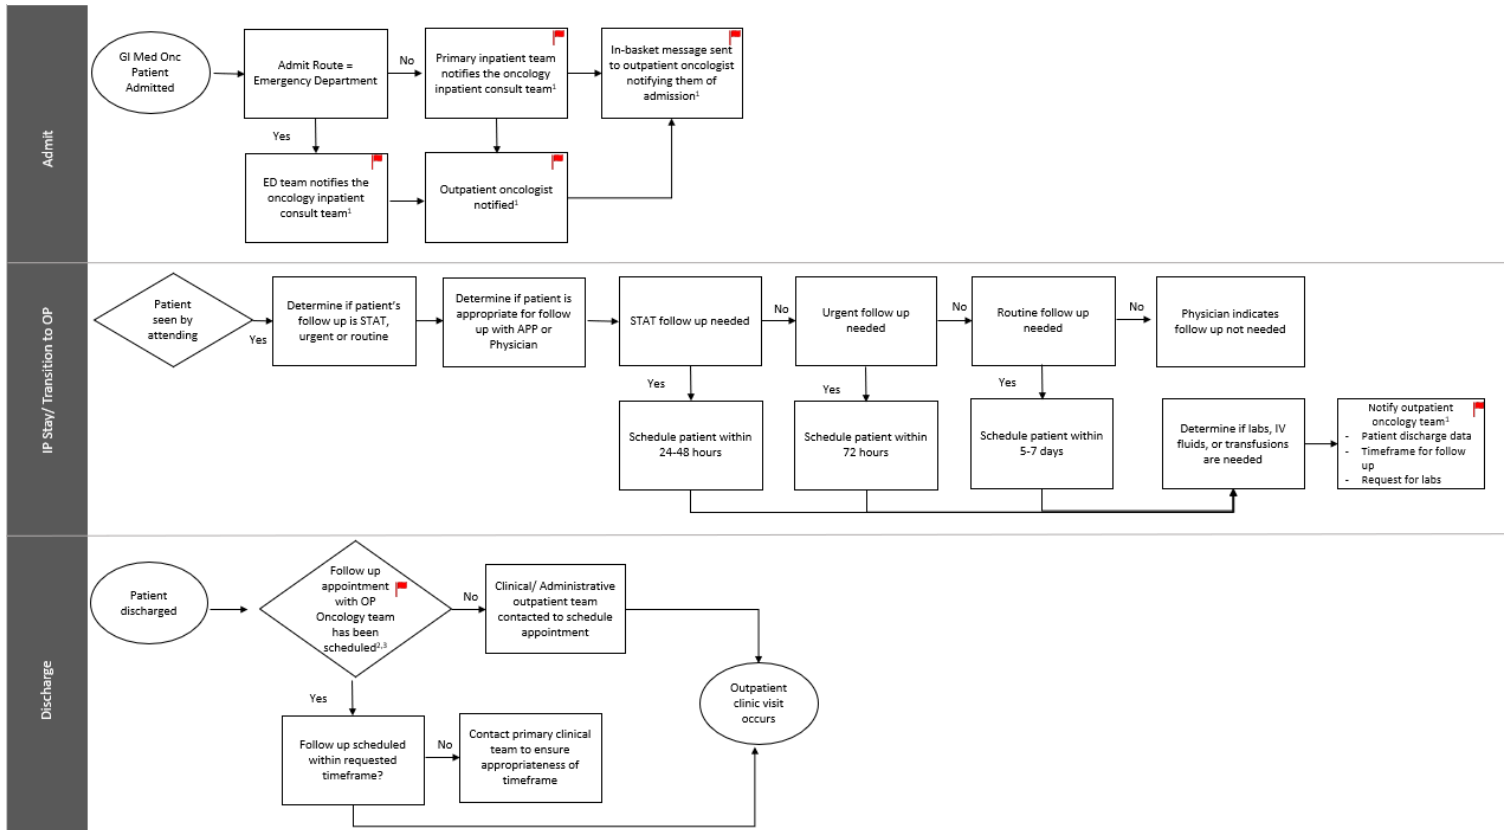 Admit
GI Med Onc
Patient
Admitted
Admit Route =
Emergency Department
No
Primary inpatient team
notifies the oncology
inpatient consult team¹
In-basket message sent
to outpatient oncologist
notifying them of
admission¹
Yes
ED team notifies the
oncology inpatient
consult team¹
Outpatient oncologist
notified¹
IP Stay/ Transition to OP
Patient
seen by
attending
Yes
Determine if patient's
follow up is STAT,
urgent or routine
Determine if patient is
appropriate for follow
up with APP or
Physician
STAT follow up needed
No
Urgent follow up
needed
No
Routine follow up
needed
No
Physician indicates
follow up not needed
Yes
Schedule patient within
24-48 hours
Yes
Schedule patient within
72 hours
Yes
Schedule patient within
5-7 days
Determine if labs, IV
fluids, or transfusions
are needed
Notify outpatient
oncology team¹
- Patient discharge data
- Timeframe for follow
up
- Request for labs
Discharge
Patient
discharged
Follow up
appointment
with OP
Oncology team
has been
scheduled²,³
No
Clinical/ Administrative
outpatient team
contacted to schedule
appointment
Outpatient
clinic visit
occurs
Yes
Follow up scheduled
within requested
timeframe?
No
Contact primary clinical
team to ensure
appropriateness of
timeframe